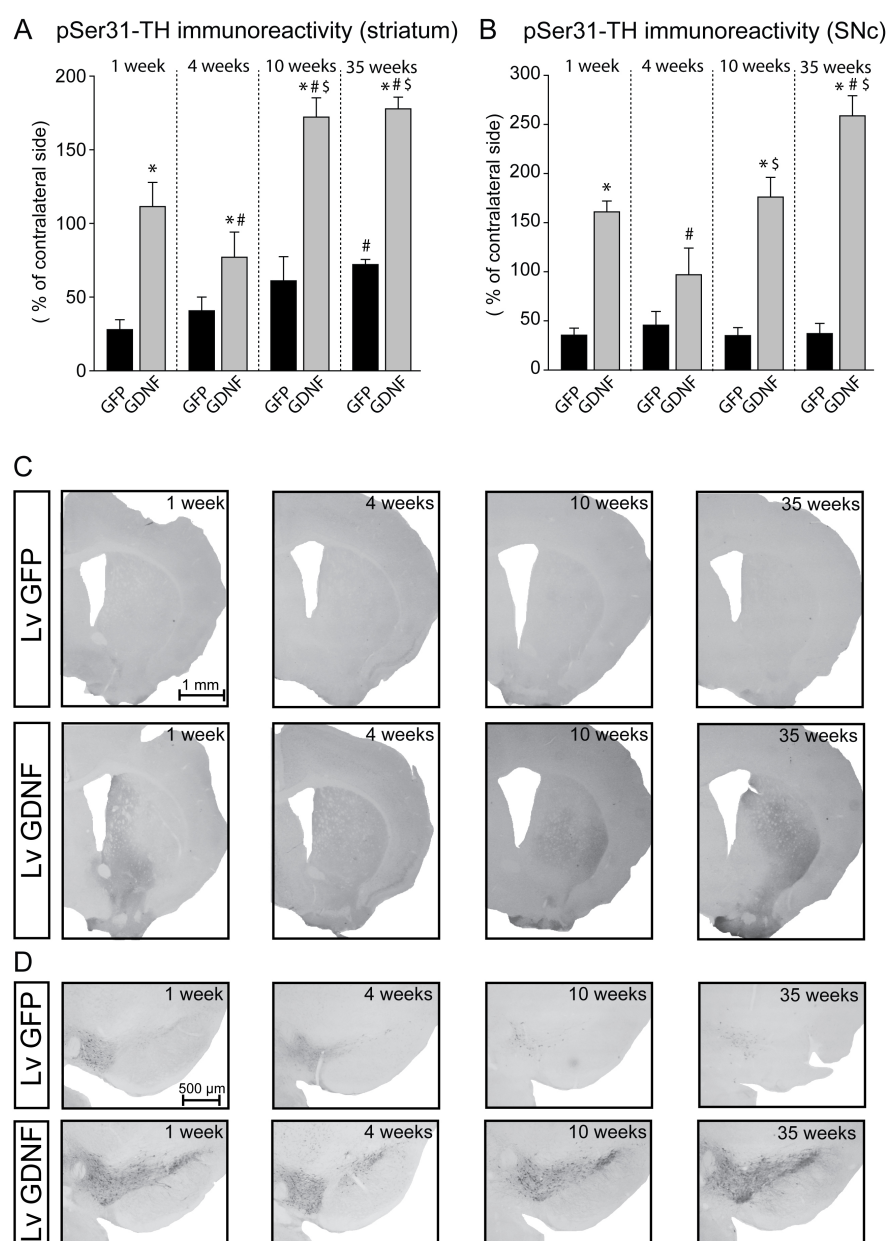 A pSer31-TH immunoreactivity (striatum)
1 week 4 weeks 10 weeks 35 weeks
( % of contralateral side)
200
150
100
50
0
*
*#
*#$
#
*#$
GFP GDNF GFP GDNF GFP GDNF GFP GDNF
B pSer31-TH immunoreactivity (SNc)
1 week 4 weeks 10 weeks 35 weeks
( % of contralateral side)
300
250
200
150
100
50
0
*
#
*$
*#$
GFP GDNF GFP GDNF GFP GDNF GFP GDNF
C
Lv GFP
1 week 4 weeks 10 weeks 35 weeks
1 mm
Lv GDNF
1 week 4 weeks 10 weeks 35 weeks
D
Lv GFP
1 week 4 weeks 10 weeks 35 weeks
500 µm
Lv GDNF
1 week 4 weeks 10 weeks 35 weeks